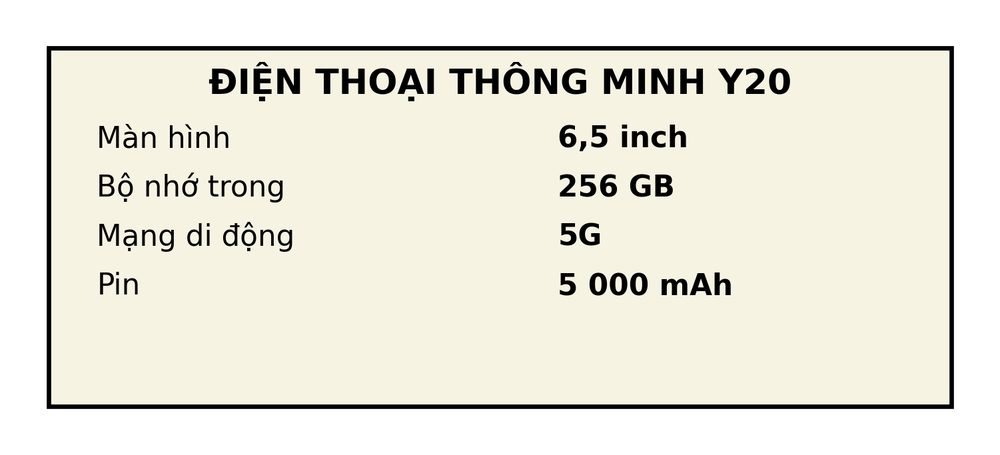 ĐIỆN THOẠI THÔNG MINH Y20
Màn hình 6,5 inch
Bộ nhớ trong 256 GB
Mạng di động 5G
Pin 5 000 mAh